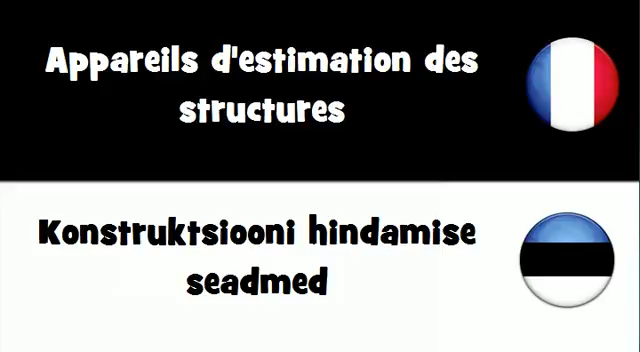 Appareils d'estimation des
structures
Konstruktsiooni hindamise
seadmed